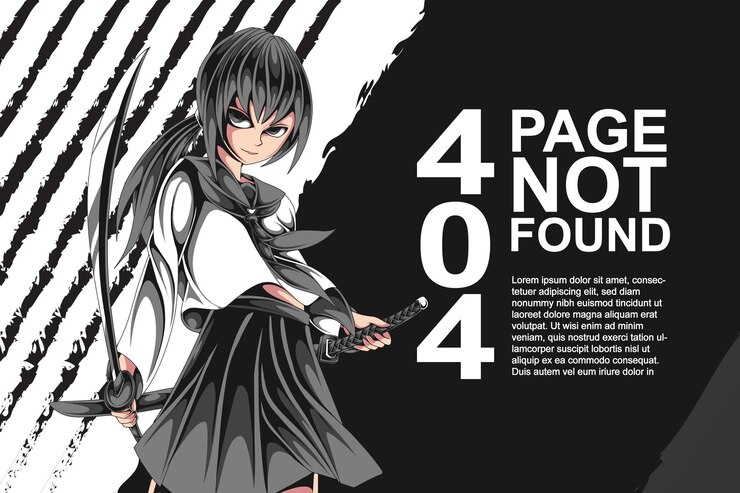 4
0
4
PAGE
NOT
FOUND
Lorem ipsum dolor sit amet, consec-
tetuer adipiscing elit, sed diam
nonummy nibh euismod tincidunt ut
laoreet dolore magna aliquam erat
volutpat. Ut wisi enim ad minim
veniam, quis nostrud exerci tation ul-
lamcorper suscipit lobortis nisl ut
aliquip ex ea commodo consequat.
Duis autem vel eum iriure dolor in